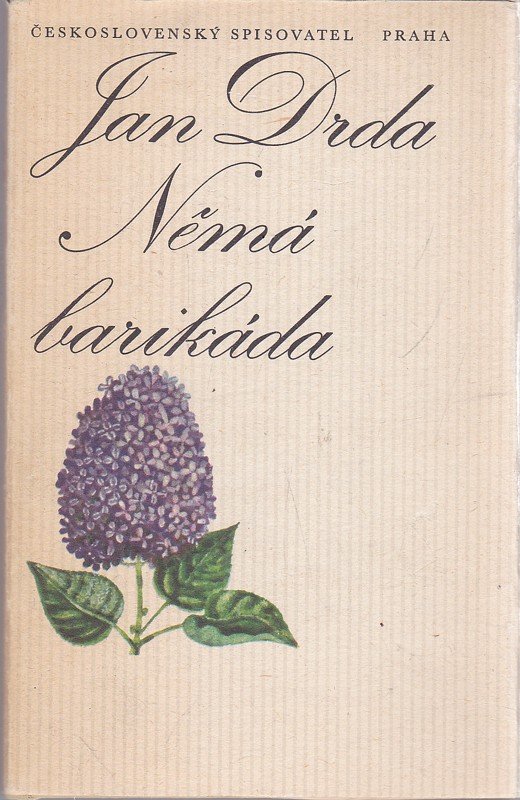 ČESKOSLOVENSKÝ SPISOVATEL PRAHA
Jan Drda
Němá
barikáda